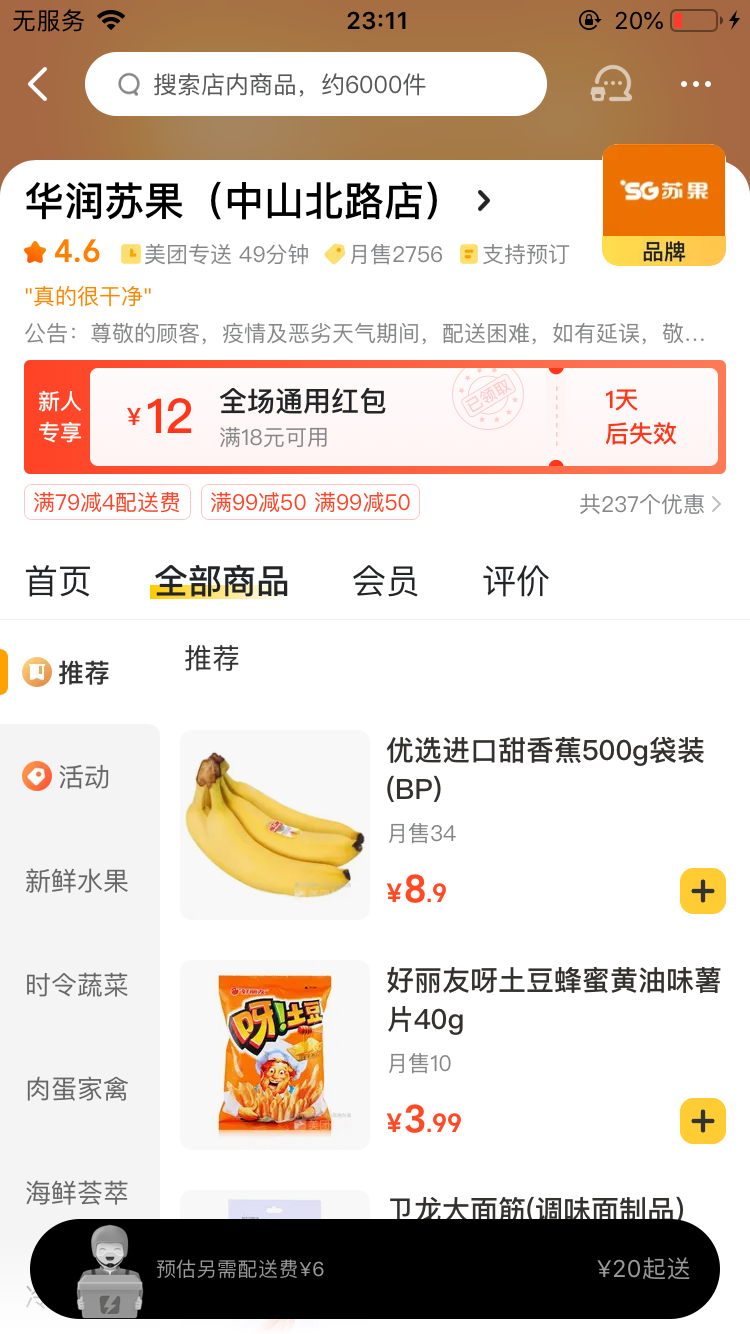 无服务 23:11 20%
搜索店内商品，约6000件
华润苏果（中山北路店）
SG苏果
品牌
4.6 美团专送 49分钟 月售2756 支持预订
"真的很干净"
公告：尊敬的顾客，疫情及恶劣天气期间，配送困难，如有延误，敬...
新人
专享
¥12
全场通用红包
满18元可用
已领取
1天
后失效
满79减4配送费 满99减50 满99减50 共237个优惠
首页 全部商品 会员 评价
推荐
活动
新鲜水果
时令蔬菜
肉蛋家禽
海鲜荟萃
推荐
优选进口甜香蕉500g袋装
(BP)
月售34
¥8.9
好丽友
呀!土豆
好丽友呀土豆蜂蜜黄油味薯
片40g
月售10
¥3.99
卫龙大面筋(调味面制品)
预估另需配送费¥6 ¥20起送